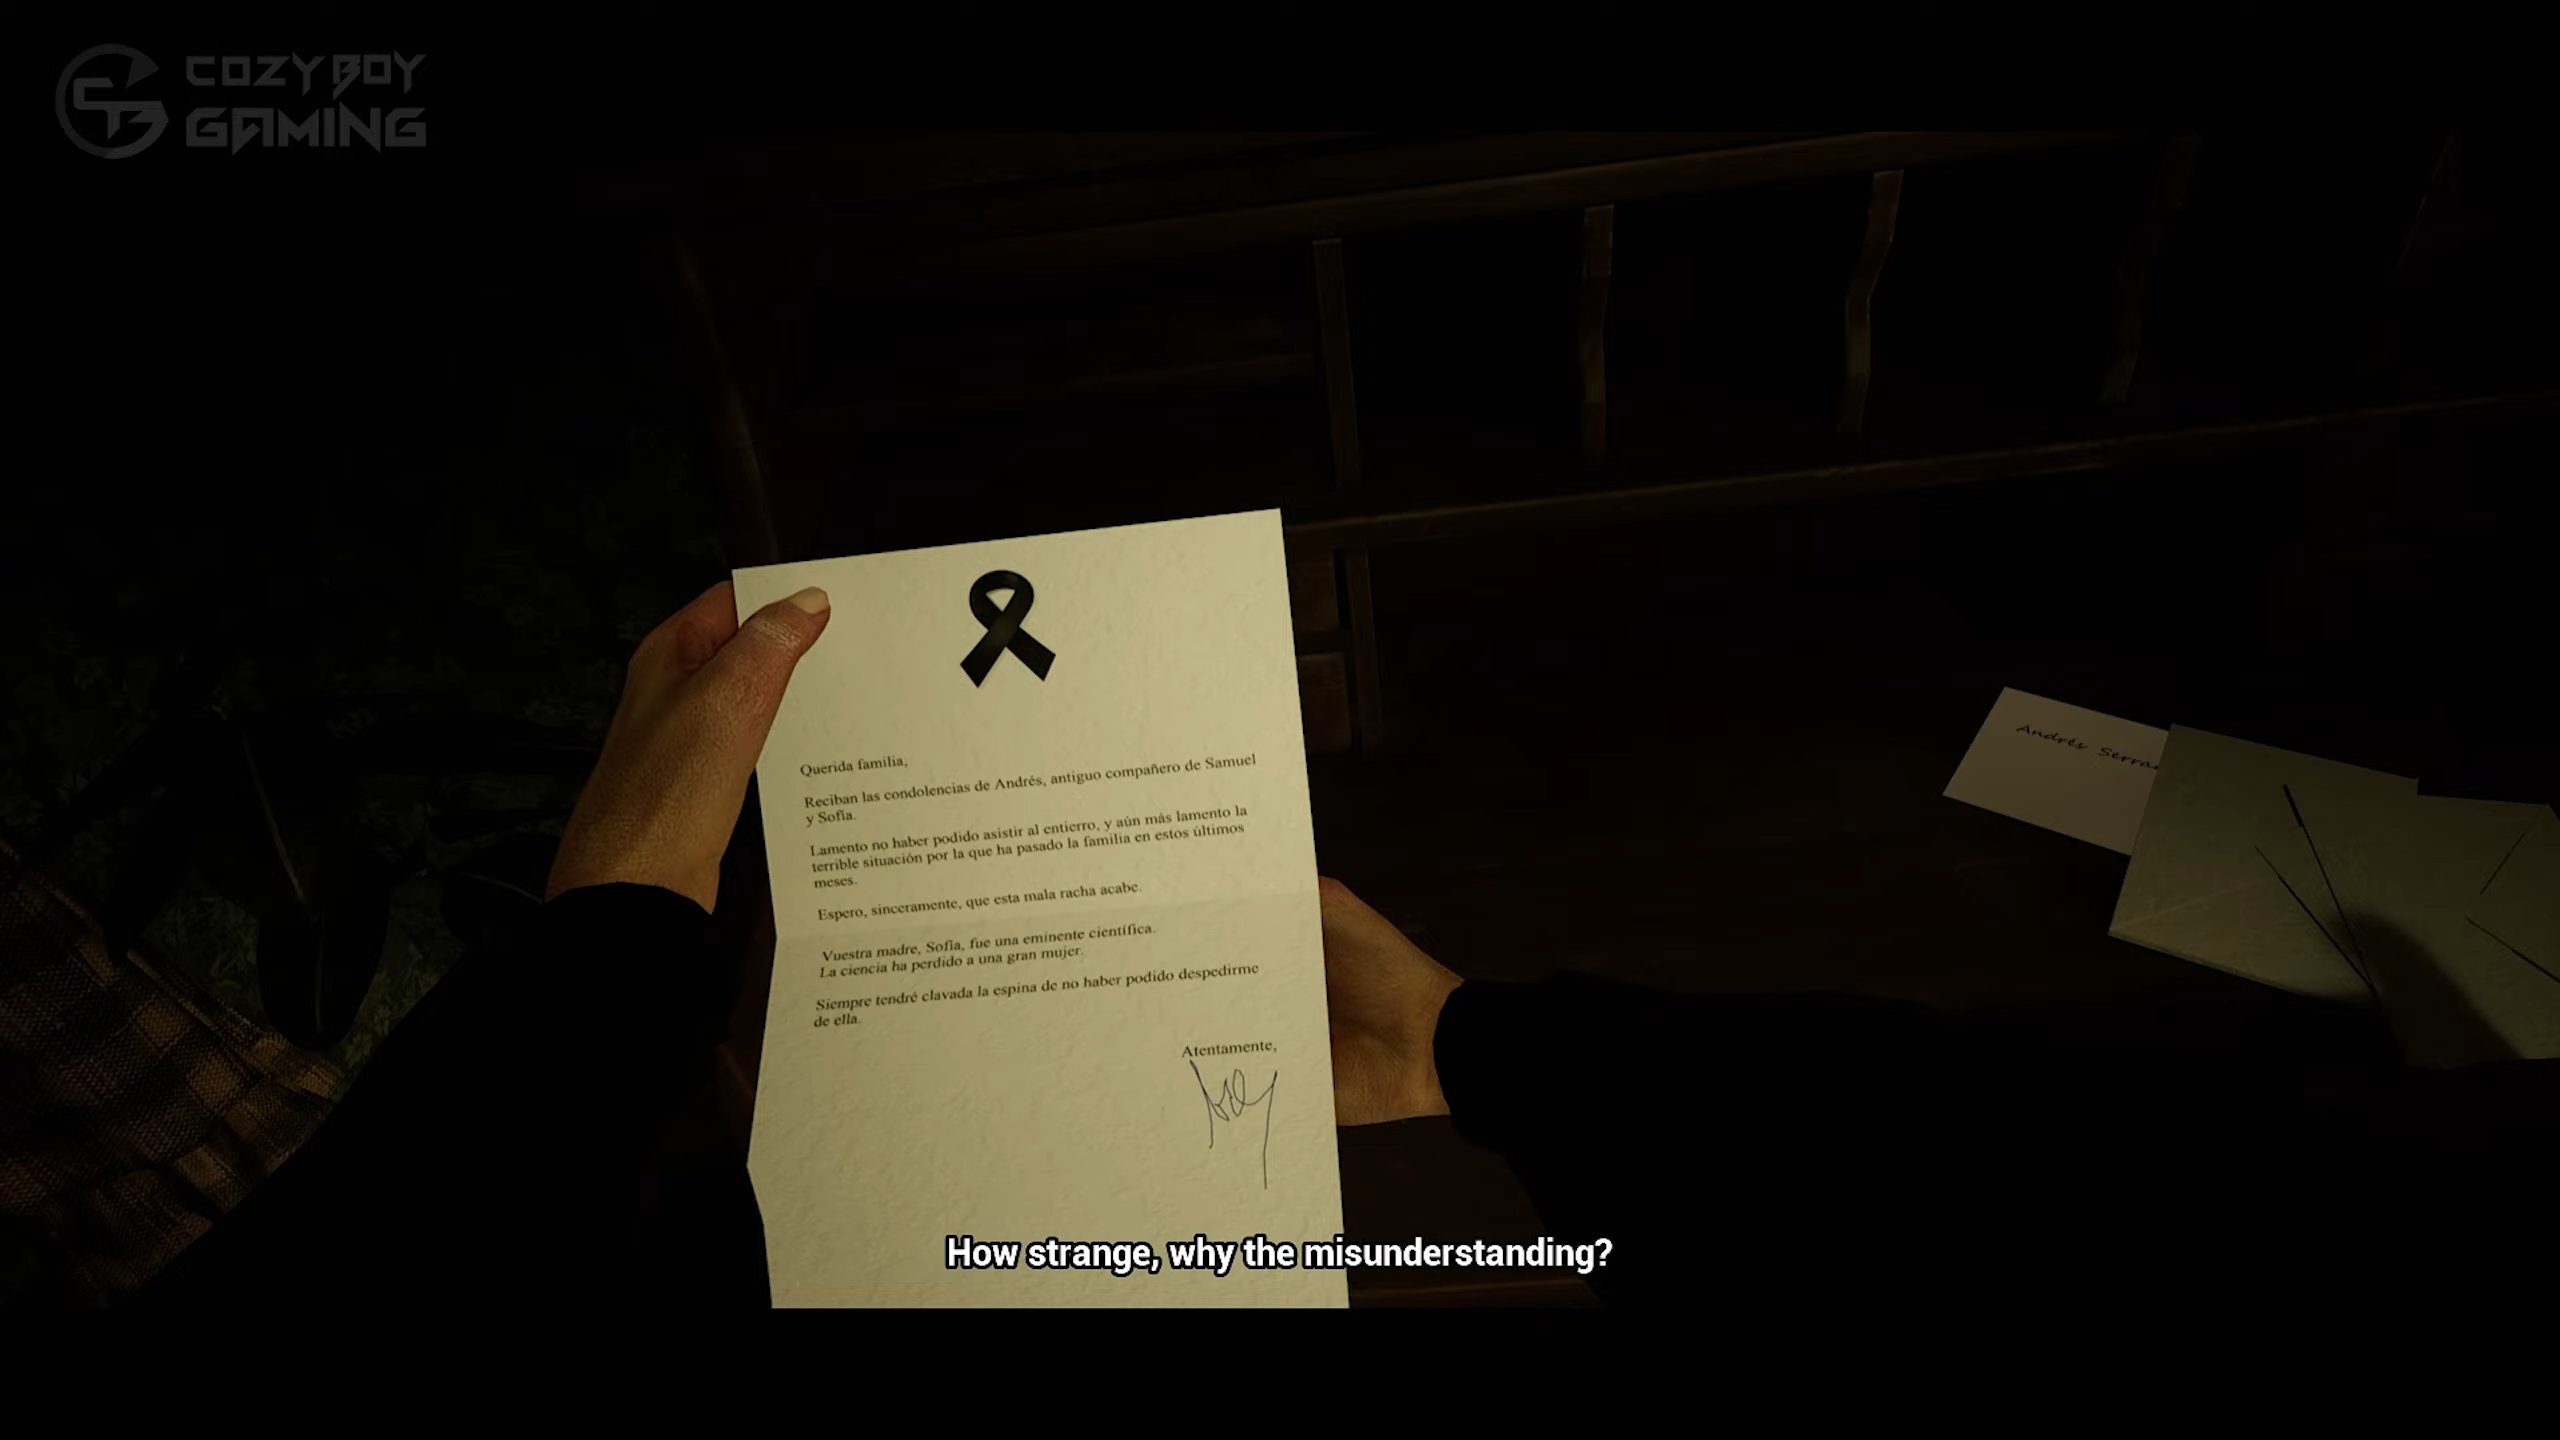 COZY BOY
GAMING
Querida familia,
Reciban las condolencias de Andrés, antiguo compañero de Samuel
y Sofía.
Lamento no haber podido asistir al entierro, y aún más lamento la
terrible situación por la que ha pasado la familia en estos últimos
meses.
Espero, sinceramente, que esta mala racha acabe.
Vuestra madre, Sofía, fue una eminente científica.
La ciencia ha perdido a una gran mujer.
Siempre tendré clavada la espina de no haber podido despedirme
de ella.
Atentamente,
Andrés Serra
How strange, why the misunderstanding?